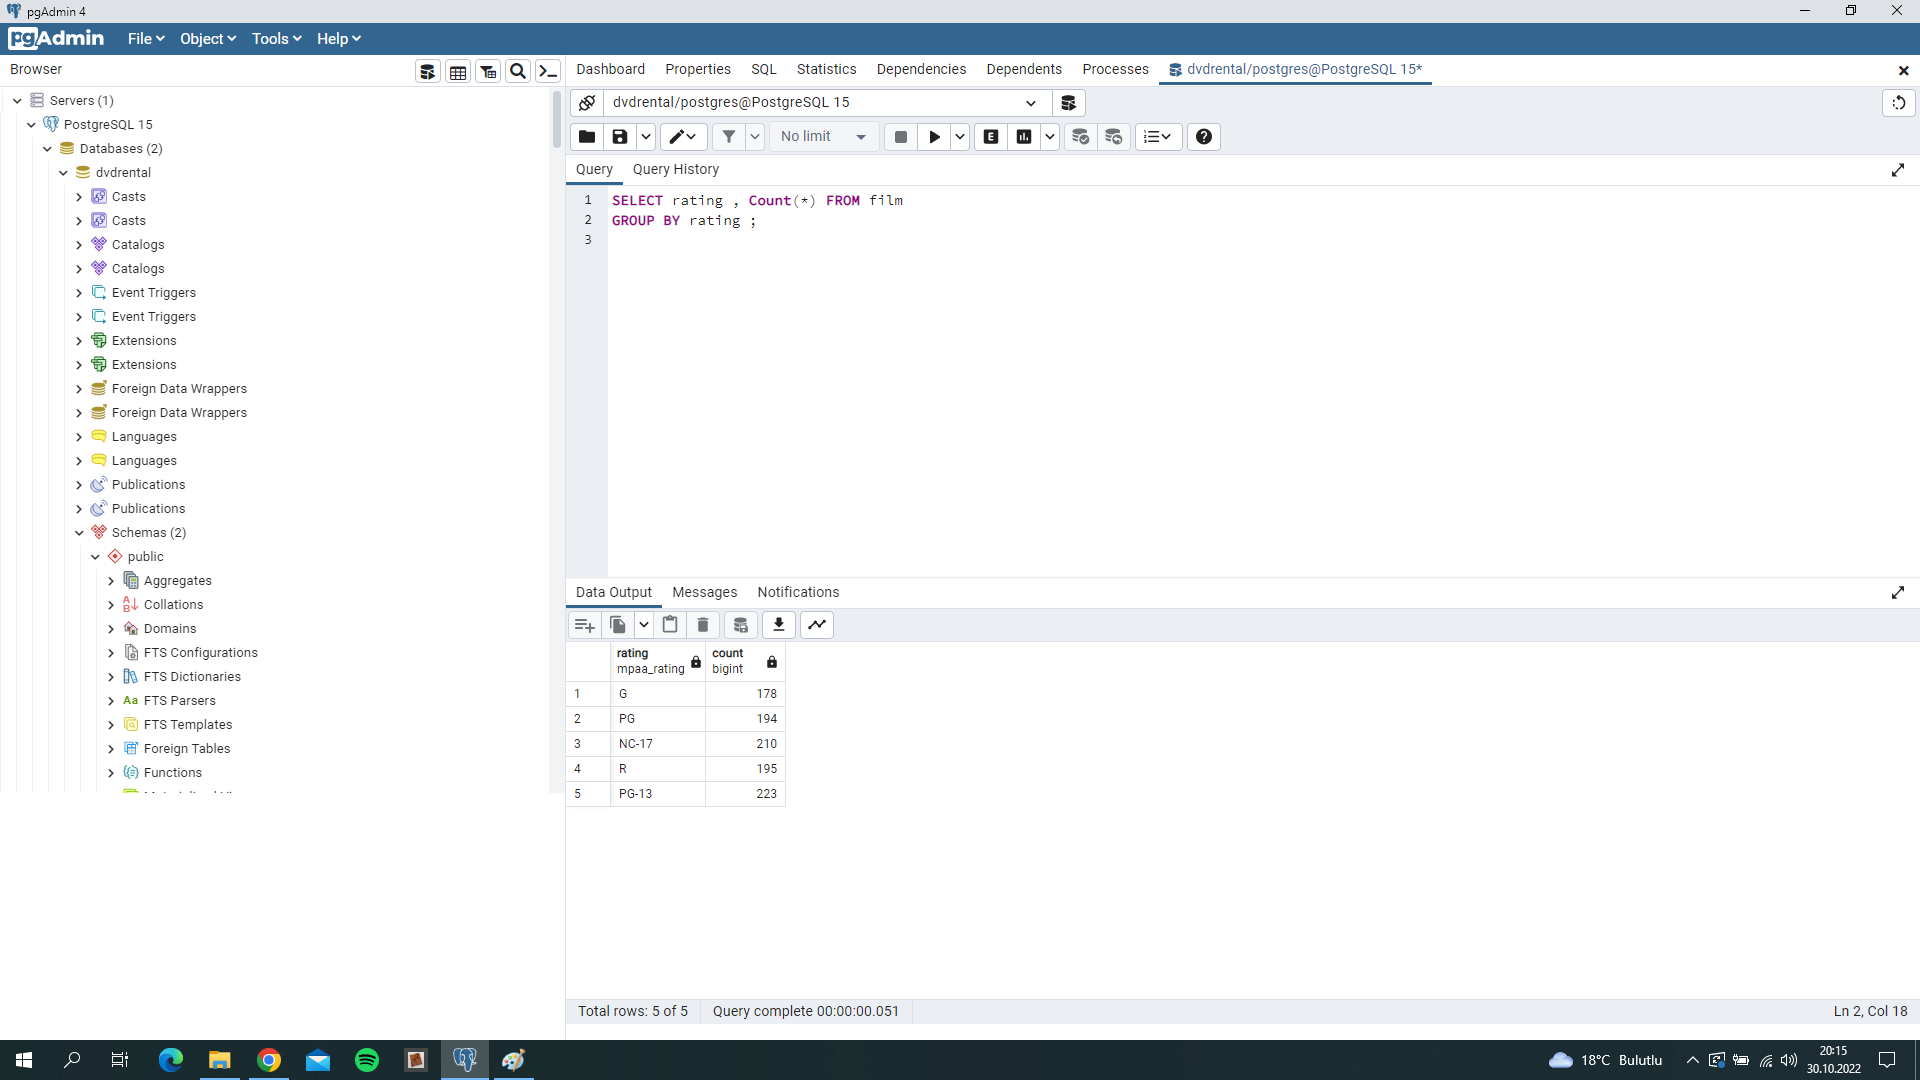 pgAdmin 4
pgAdmin File Object Tools Help
Browser
Dashboard Properties SQL Statistics Dependencies Dependents Processes dvdrental/postgres@PostgreSQL 15*
Servers (1)
PostgreSQL 15
Databases (2)
dvdrental
Casts
Casts
Catalogs
Catalogs
Event Triggers
Event Triggers
Extensions
Extensions
Foreign Data Wrappers
Foreign Data Wrappers
Languages
Languages
Publications
Publications
Schemas (2)
public
Aggregates
Collations
Domains
FTS Configurations
FTS Dictionaries
Aa FTS Parsers
FTS Templates
Foreign Tables
Functions
dvdrental/postgres@PostgreSQL 15
No limit
E
Query Query History
1 SELECT rating , Count(*) FROM film
2 GROUP BY rating ;
3
Data Output Messages Notifications
rating count
mpaa_rating bigint
1 G 178
2 PG 194
3 NC-17 210
4 R 195
5 PG-13 223
Total rows: 5 of 5 Query complete 00:00:00.051 Ln 2, Col 18
18°C Bulutlu
20:15
30.10.2022